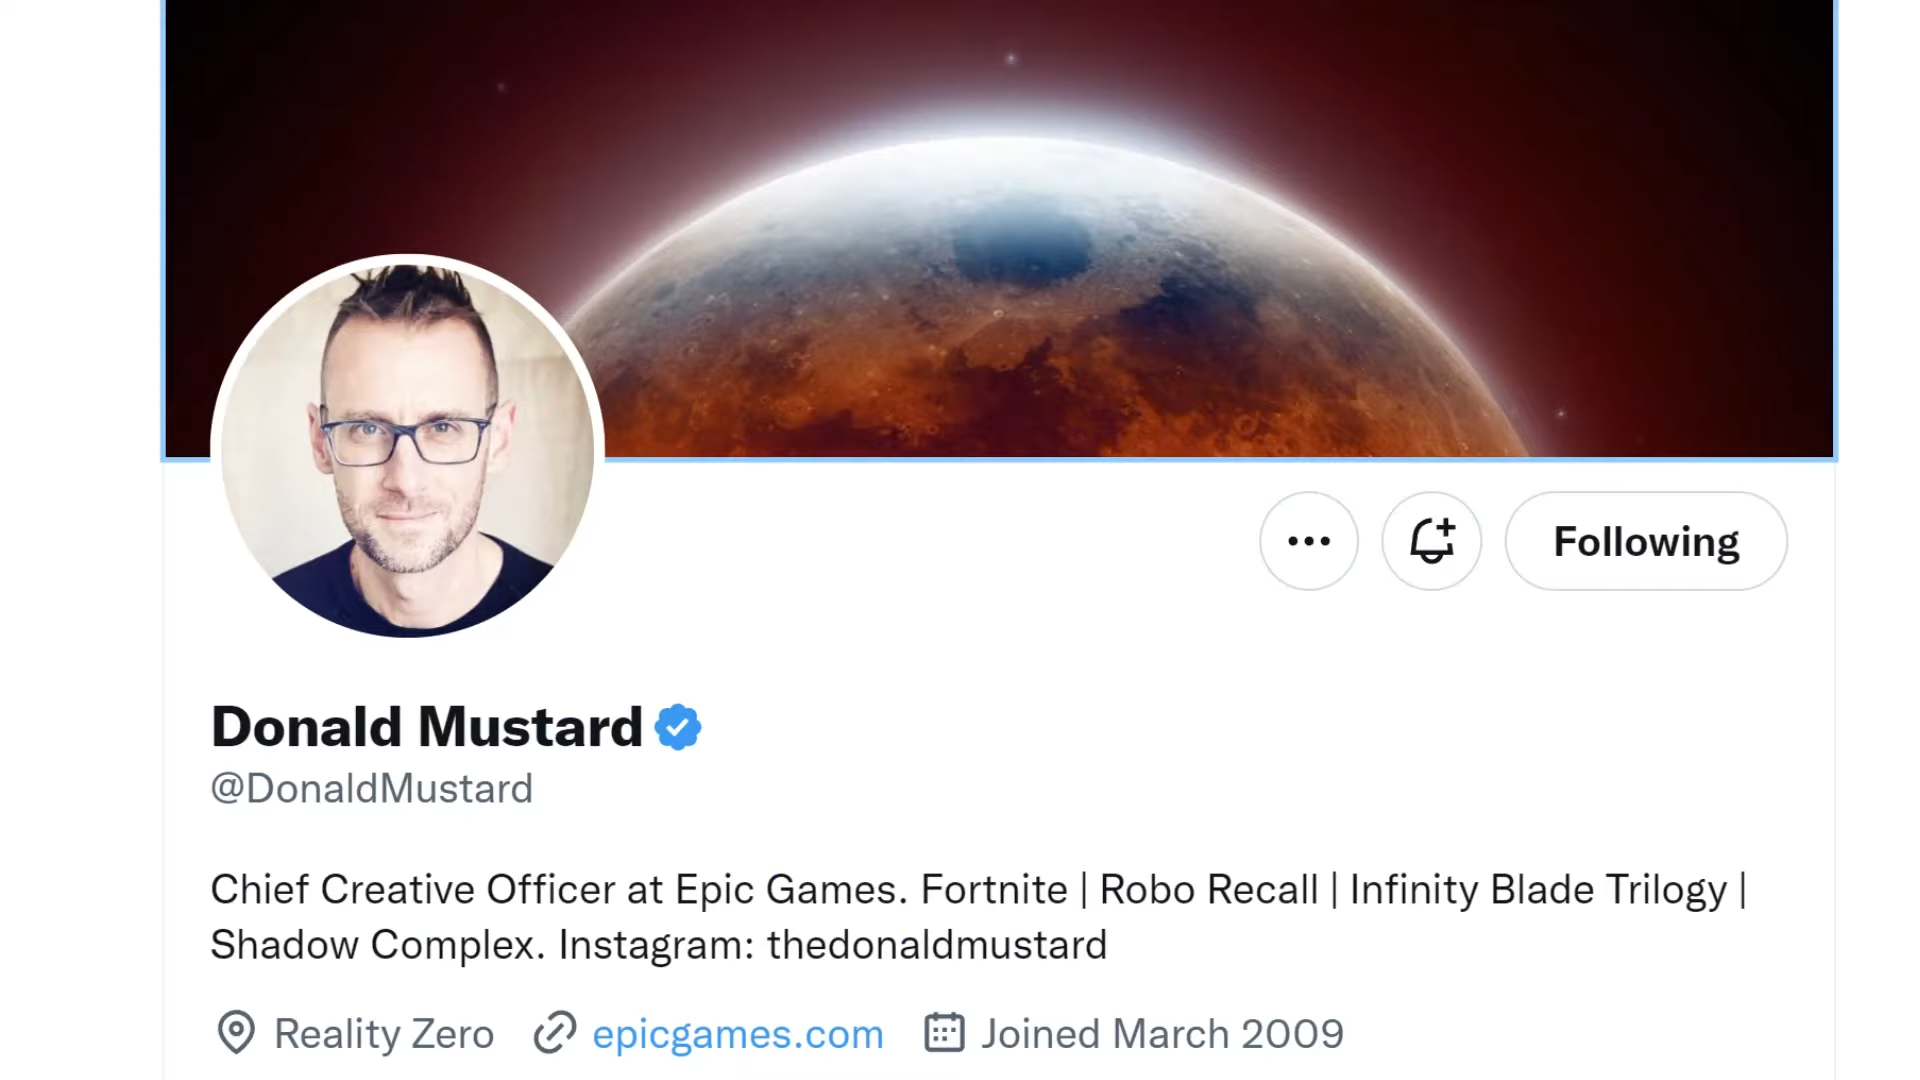 Following
Donald Mustard
@DonaldMustard
Chief Creative Officer at Epic Games. Fortnite | Robo Recall | Infinity Blade Trilogy |
Shadow Complex. Instagram: thedonaldmustard
Reality Zero epicgames.com Joined March 2009